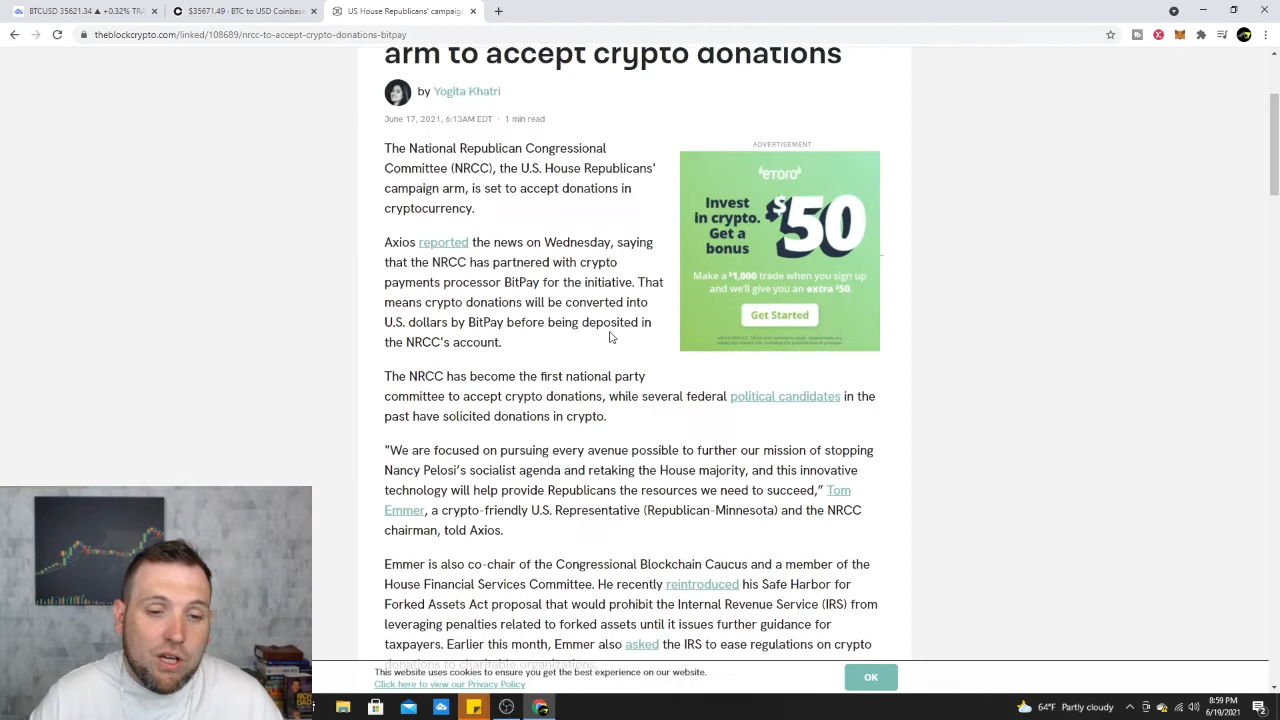 BTCUSD 35621.48 ▲ +0.32% TRA
$35671.49 - BTC to USD Coinbase
News
theblockcrypto.com/linked/108689/nrcc-to-accept-crypto-donations-bitpay
arm to accept crypto donations
by Yogita Khatri
June 17, 2021, 6:13AM EDT · 1 min read
The National Republican Congressional
Committee (NRCC), the U.S. House Republicans'
campaign arm, is set to accept donations in
cryptocurrency.
Axios reported the news on Wednesday, saying
that the NRCC has partnered with crypto
payments processor BitPay for the initiative. That
means crypto donations will be converted into
U.S. dollars by BitPay before being deposited in
the NRCC's account.
ADVERTISEMENT
eTORO
Invest
in crypto.
Get a
bonus
$50
Make a $1,000 trade when you sign up
and we'll give you an extra $50.
Get Started
The NRCC has become the first national party
committee to accept crypto donations, while several federal political candidates in the
past have solicited donations in crypto.
"We are focused on pursuing every avenue possible to further our mission of stopping
Nancy Pelosi's socialist agenda and retaking the House majority, and this innovative
technology will help provide Republicans the resources we need to succeed," Tom
Emmer, a crypto-friendly U.S. Representative (Republican-Minnesota) and the NRCC
chairman, told Axios.
Emmer is also co-chair of the Congressional Blockchain Caucus and a member of the
House Financial Services Committee. He recently reintroduced his Safe Harbor for
Forked Assets Act proposal that would prohibit the Internal Revenue Service (IRS) from
leveraging penalties related to forked assets until it issues further guidance for
taxpayers. Earlier this month, Emmer also asked the IRS to ease regulations on crypto
donations to charitable organizations.
This website uses cookies to ensure you get the best experience on our website.
Click here to view our Privacy Policy
OK
64°F Partly cloudy
8:59 PM
6/19/2021